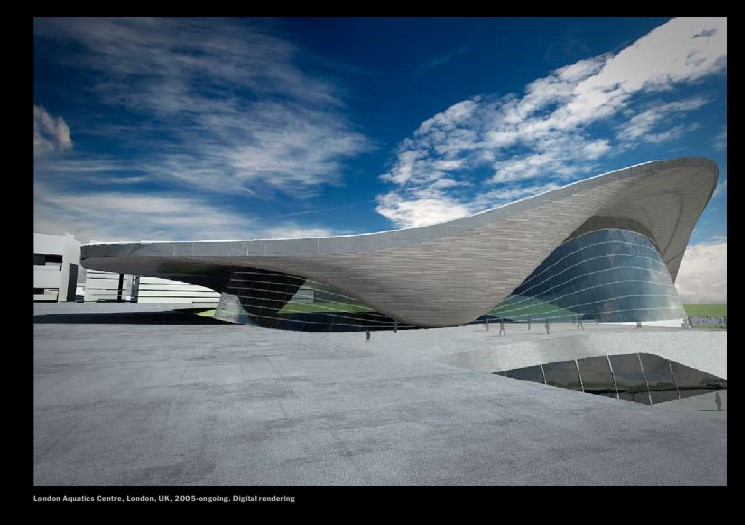 London Aquatics Centre, London, UK, 2005-ongoing. Digital rendering